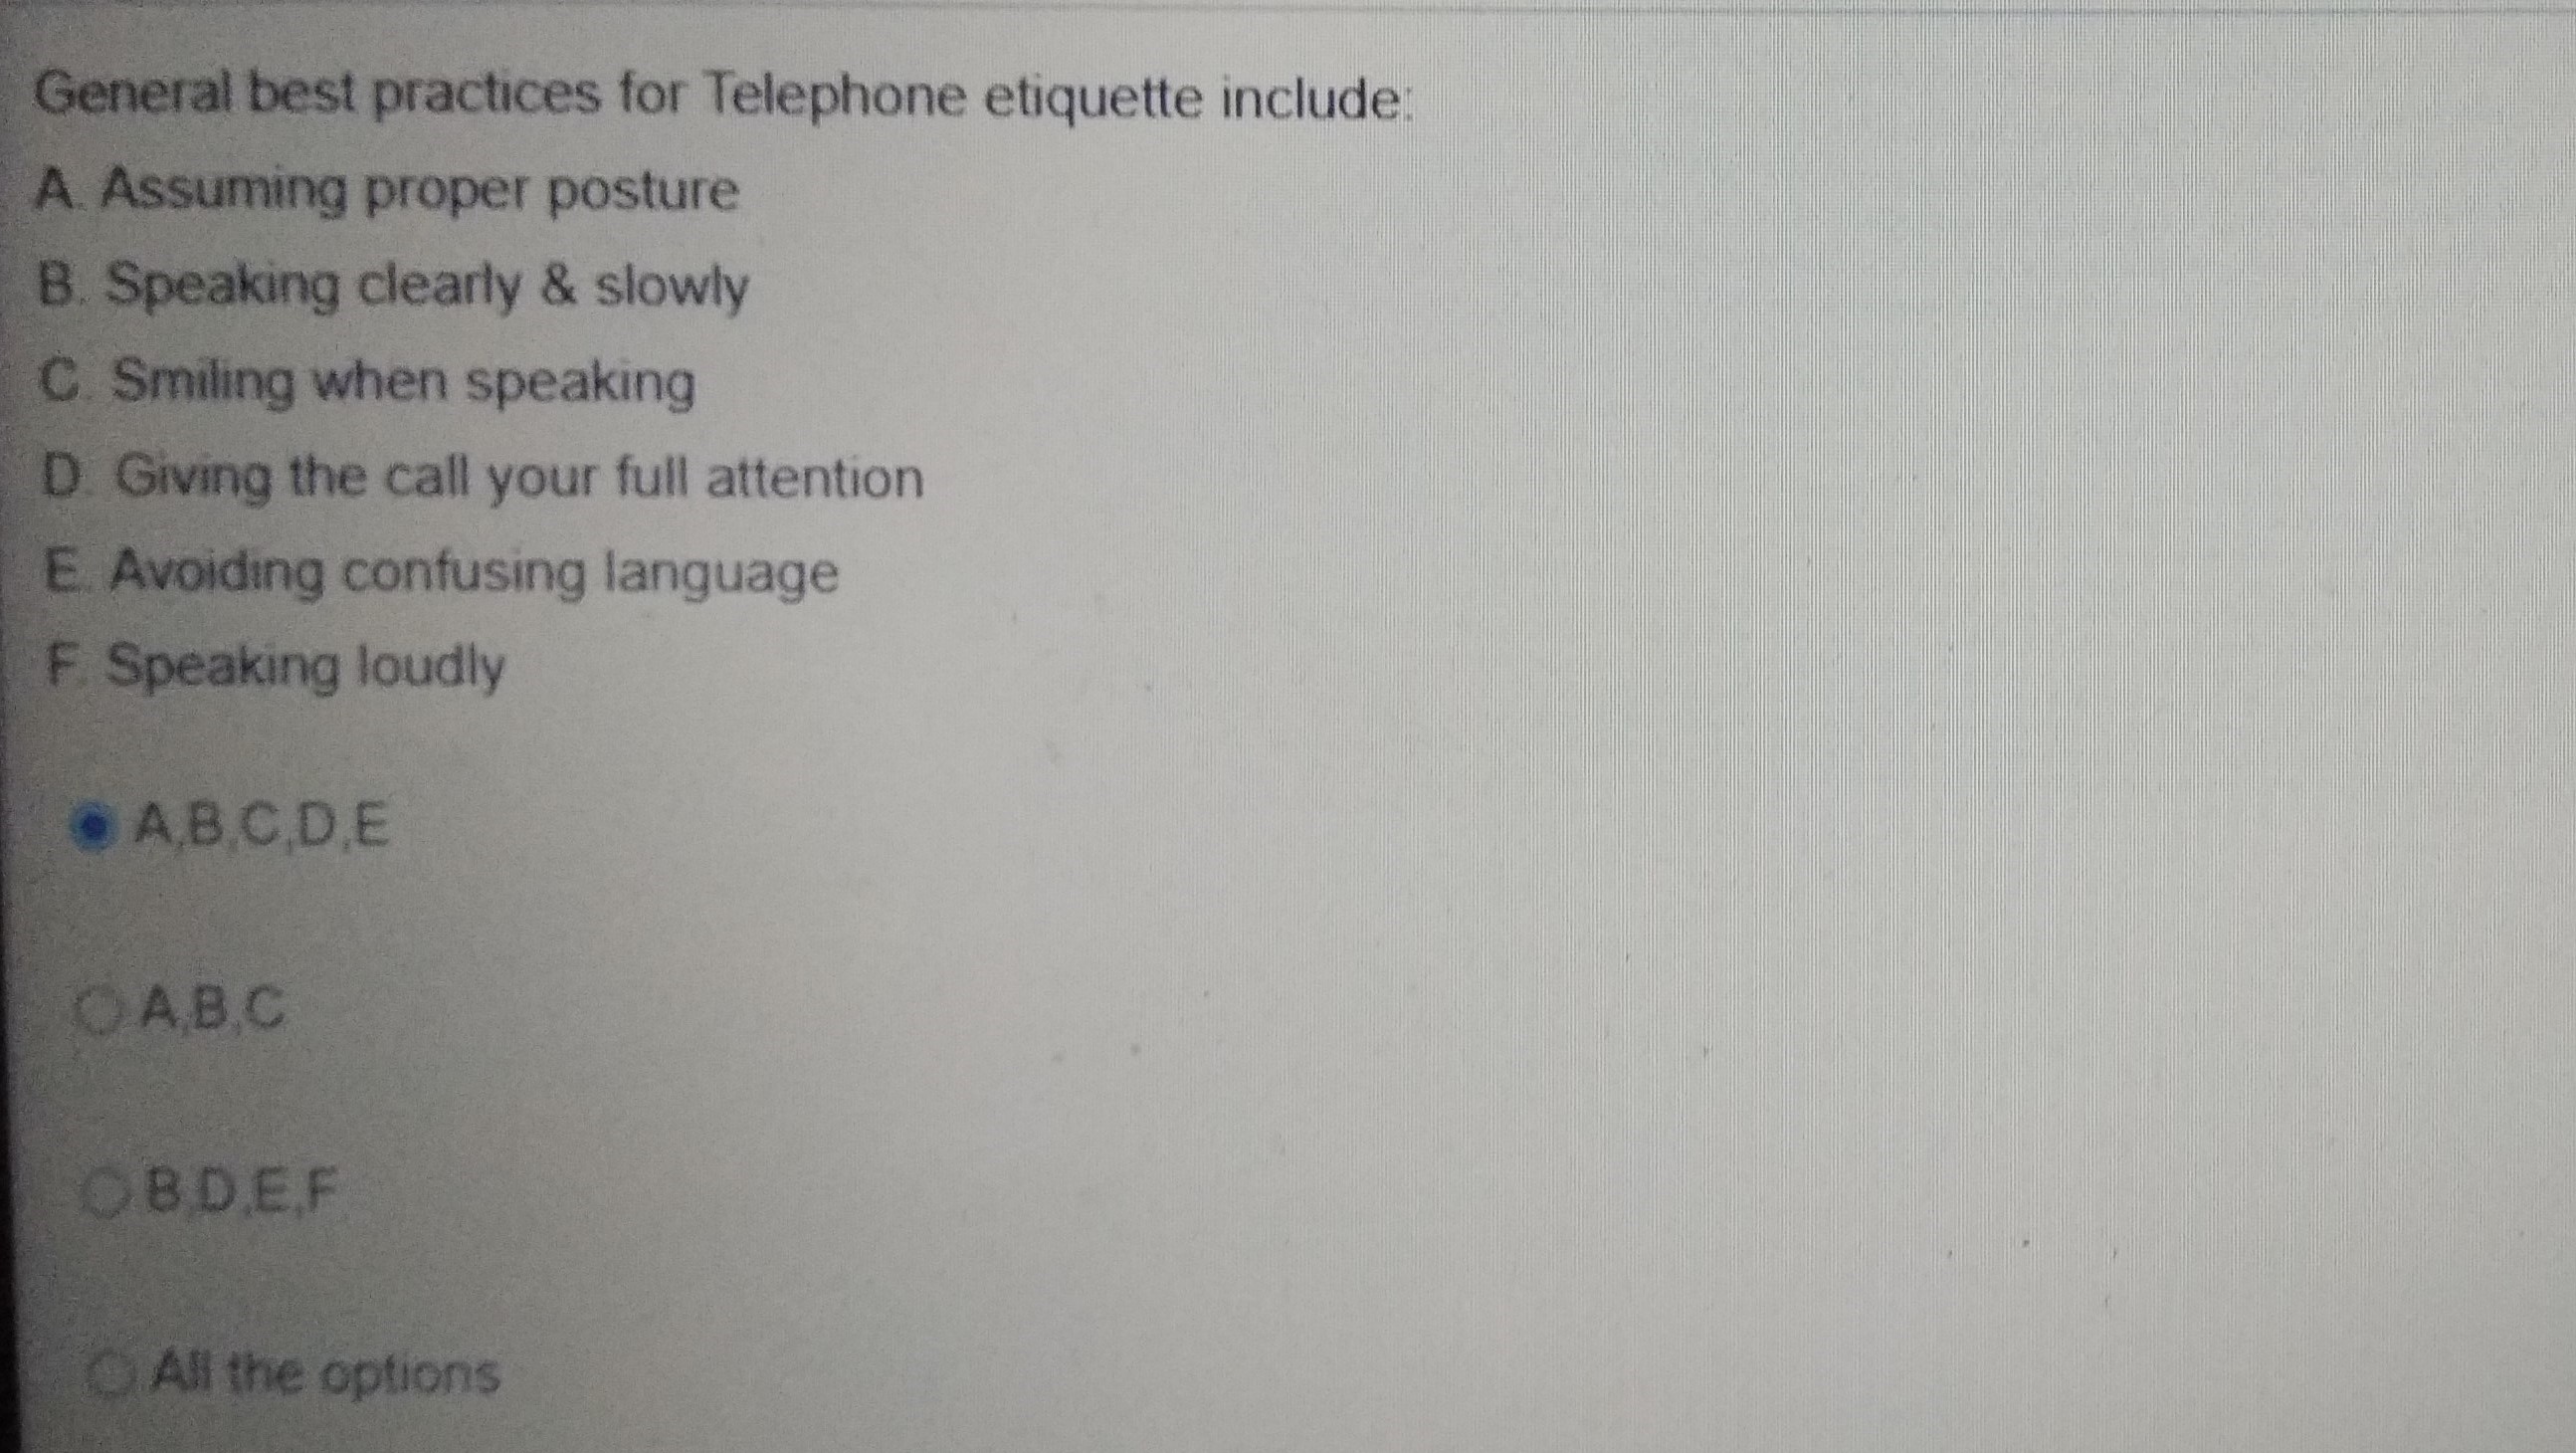 General best practices for Telephone etiquette include:
A. Assuming proper posture
B. Speaking clearly & slowly
C. Smiling when speaking
D. Giving the call your full attention
E. Avoiding confusing language
F. Speaking loudly
A,B,C,D,E
A,B,C
B,D,E,F
All the options